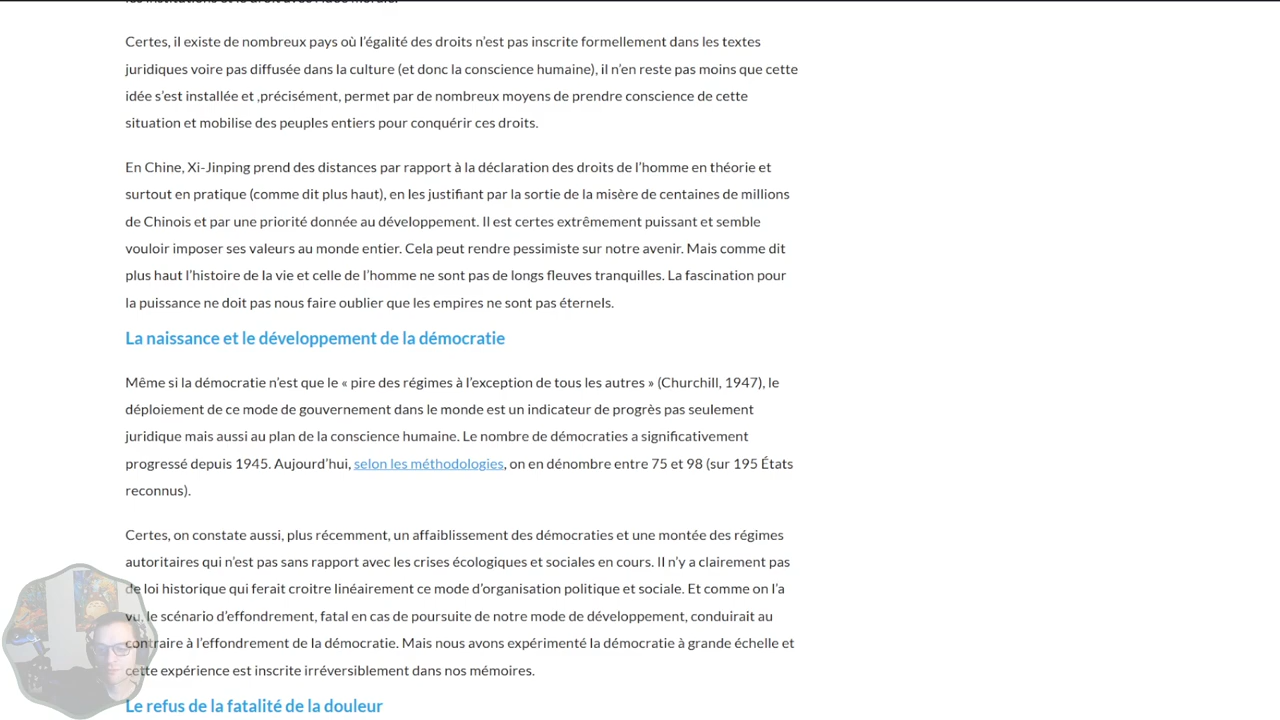 les institutions et le droit avec l'idée morale.
Certes, il existe de nombreux pays où l'égalité des droits n'est pas inscrite formellement dans les textes
juridiques voire pas diffusée dans la culture (et donc la conscience humaine), il n'en reste pas moins que cette
idée s'est installée et ,précisément, permet par de nombreux moyens de prendre conscience de cette
situation et mobilise des peuples entiers pour conquérir ces droits.
En Chine, Xi-Jinping prend des distances par rapport à la déclaration des droits de l'homme en théorie et
surtout en pratique (comme dit plus haut), en les justifiant par la sortie de la misère de centaines de millions
de Chinois et par une priorité donnée au développement. Il est certes extrêmement puissant et semble
vouloir imposer ses valeurs au monde entier. Cela peut rendre pessimiste sur notre avenir. Mais comme dit
plus haut l'histoire de la vie et celle de l'homme ne sont pas de longs fleuves tranquilles. La fascination pour
la puissance ne doit pas nous faire oublier que les empires ne sont pas éternels.
La naissance et le développement de la démocratie
Même si la démocratie n'est que le « pire des régimes à l'exception de tous les autres » (Churchill, 1947), le
déploiement de ce mode de gouvernement dans le monde est un indicateur de progrès pas seulement
juridique mais aussi au plan de la conscience humaine. Le nombre de démocraties a significativement
progressé depuis 1945. Aujourd'hui, selon les méthodologies, on en dénombre entre 75 et 98 (sur 195 États
reconnus).
Certes, on constate aussi, plus récemment, un affaiblissement des démocraties et une montée des régimes
autoritaires qui n'est pas sans rapport avec les crises écologiques et sociales en cours. Il n'y a clairement pas
de loi historique qui ferait croitre linéairement ce mode d'organisation politique et sociale. Et comme on l'a
vu, le scénario d'effondrement, fatal en cas de poursuite de notre mode de développement, conduirait au
contraire à l'effondrement de la démocratie. Mais nous avons expérimenté la démocratie à grande échelle et
cette expérience est inscrite irréversiblement dans nos mémoires.
Le refus de la fatalité de la douleur